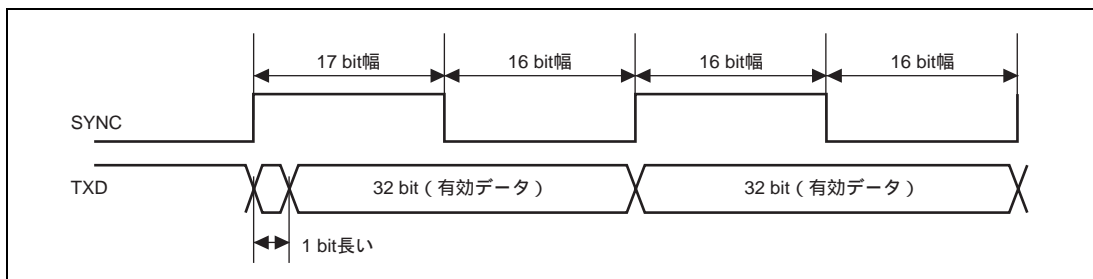 17 bit幅 16 bit幅 16 bit幅 16 bit幅
SYNC
TXD 32 bit（有効データ） 32 bit（有効データ）
1 bit長い